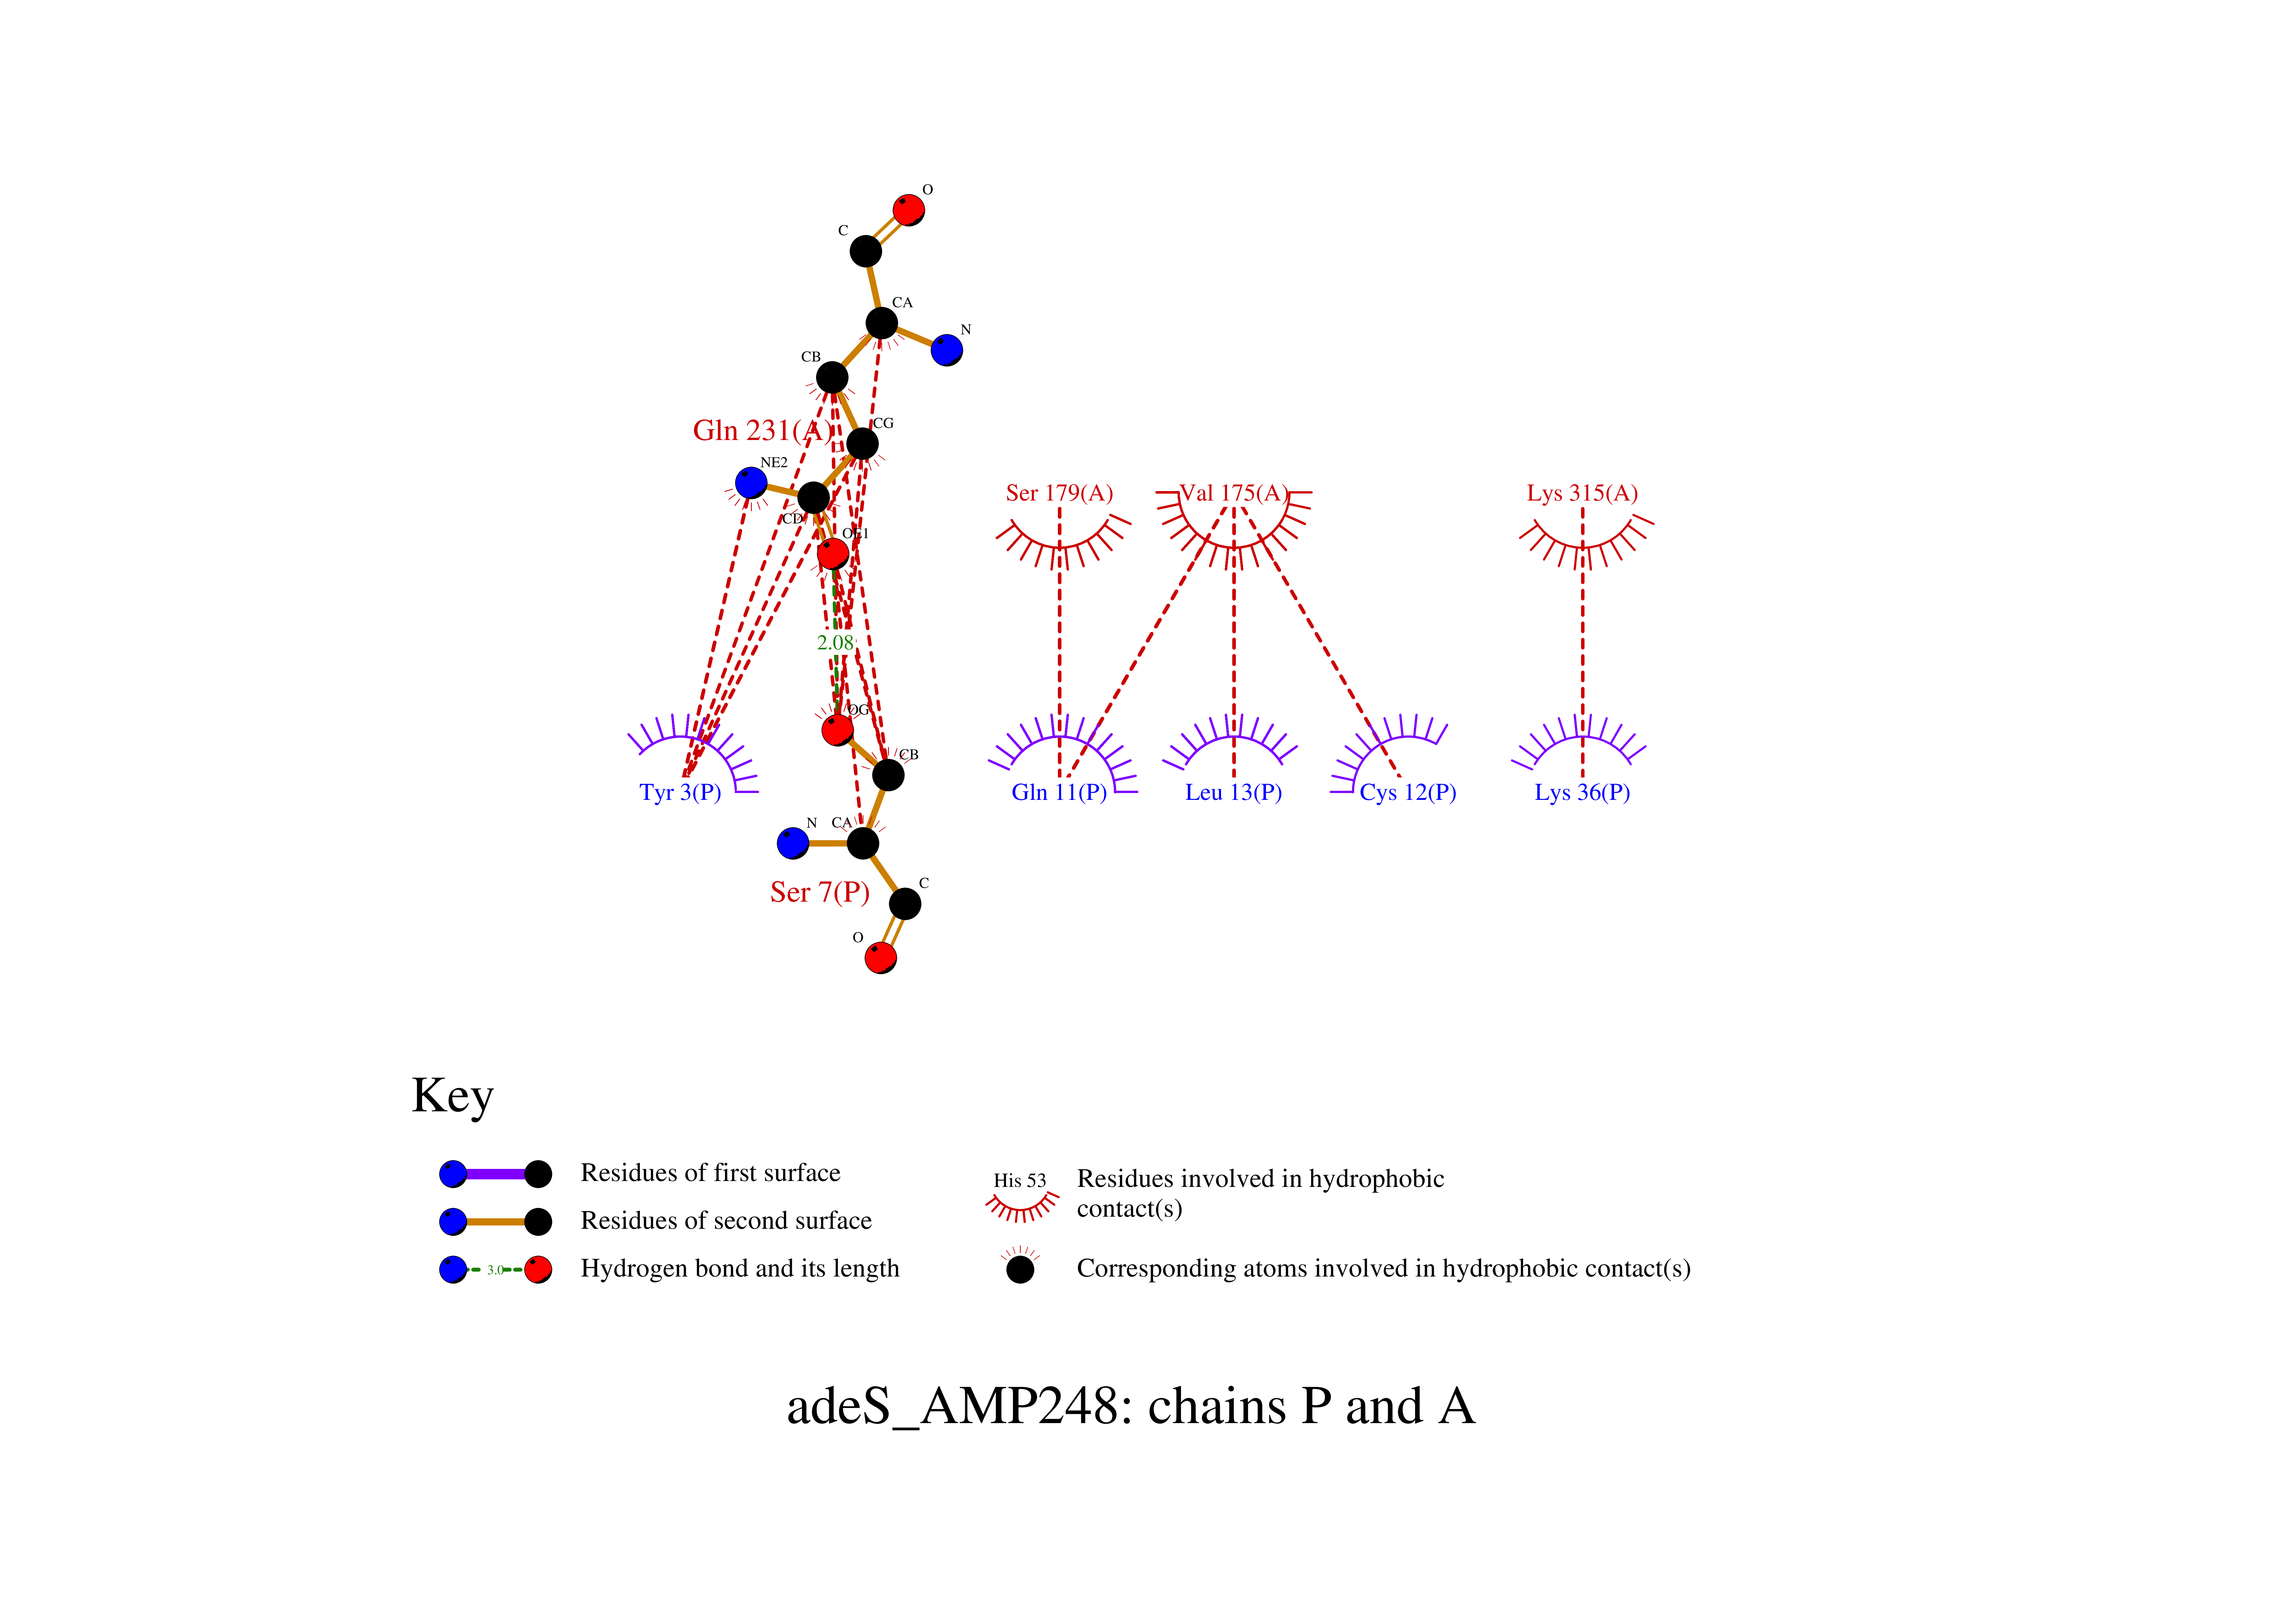 O
C
CA
N
CB
CG
Gln 231(A)
NE2
CD
OE1
Ser 179(A)
Val 175(A)
Lys 315(A)
2.08
OG
CB
Tyr 3(P)
Gln 11(P)
Leu 13(P)
Cys 12(P)
Lys 36(P)
N
CA
Ser 7(P)
C
O
Key
Residues of first surface
Residues of second surface
3.0
Hydrogen bond and its length
His 53
Residues involved in hydrophobic
contact(s)
Corresponding atoms involved in hydrophobic contact(s)
adeS_AMP248: chains P and A